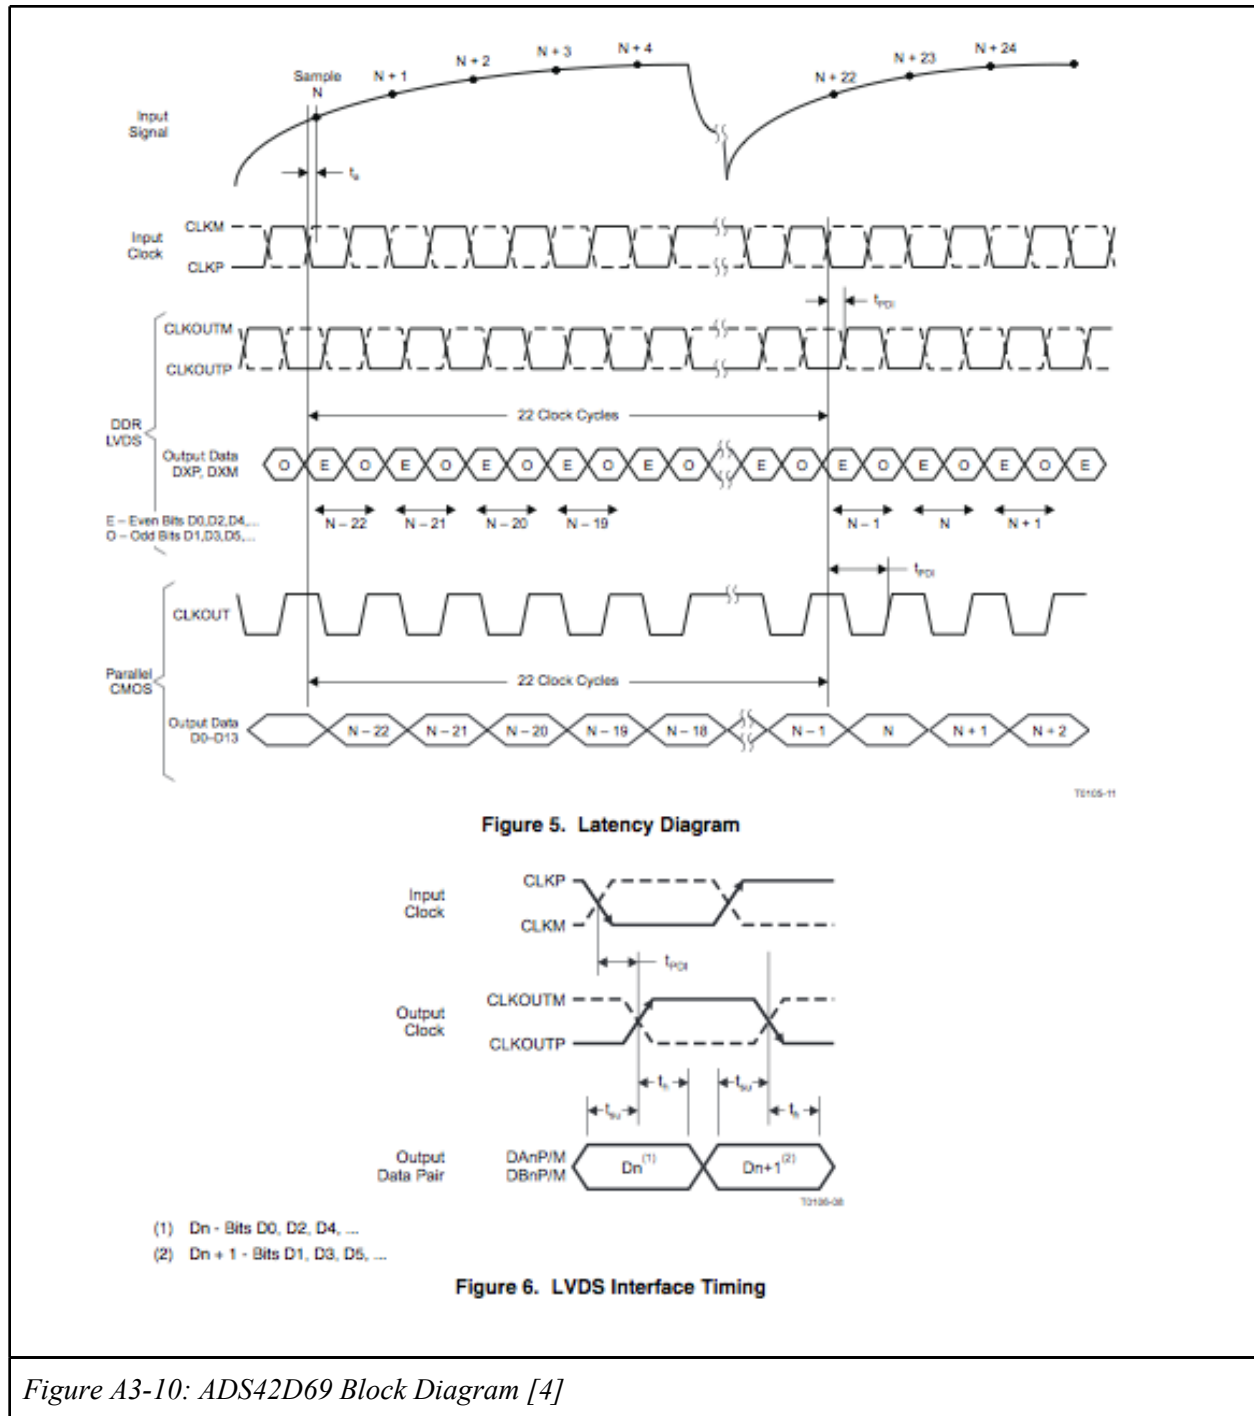 Sample
N
N + 1
N + 2
N + 3
N + 4
N + 22
N + 23
N + 24
Input
Signal
ta
Input
Clock
CLKM
CLKP
tPDI
DDR
LVDS
CLKOUTM
CLKOUTP
22 Clock Cycles
Output Data
DXP, DXM
O E O E O E O E O E O E O E O E O E O E
E – Even Bits D0,D2,D4,...
O – Odd Bits D1,D3,D5,...
N – 22
N – 21
N – 20
N – 19
N – 1
N
N + 1
tPDI
Parallel
CMOS
CLKOUT
22 Clock Cycles
Output Data
D0–D13
N – 22
N – 21
N – 20
N – 19
N – 18
N – 1
N
N + 1
N + 2
T0105-11
Figure 5. Latency Diagram
Input
Clock
CLKP
CLKM
tPDI
Output
Clock
CLKOUTM
CLKOUTP
tsu
th
tsu
th
Output
Data Pair
DAnP/M
DBnP/M
Dn(1)
Dn+1(2)
T0106-08
(1) Dn - Bits D0, D2, D4, ...
(2) Dn + 1 - Bits D1, D3, D5, ...
Figure 6. LVDS Interface Timing
Figure A3-10: ADS42D69 Block Diagram [4]